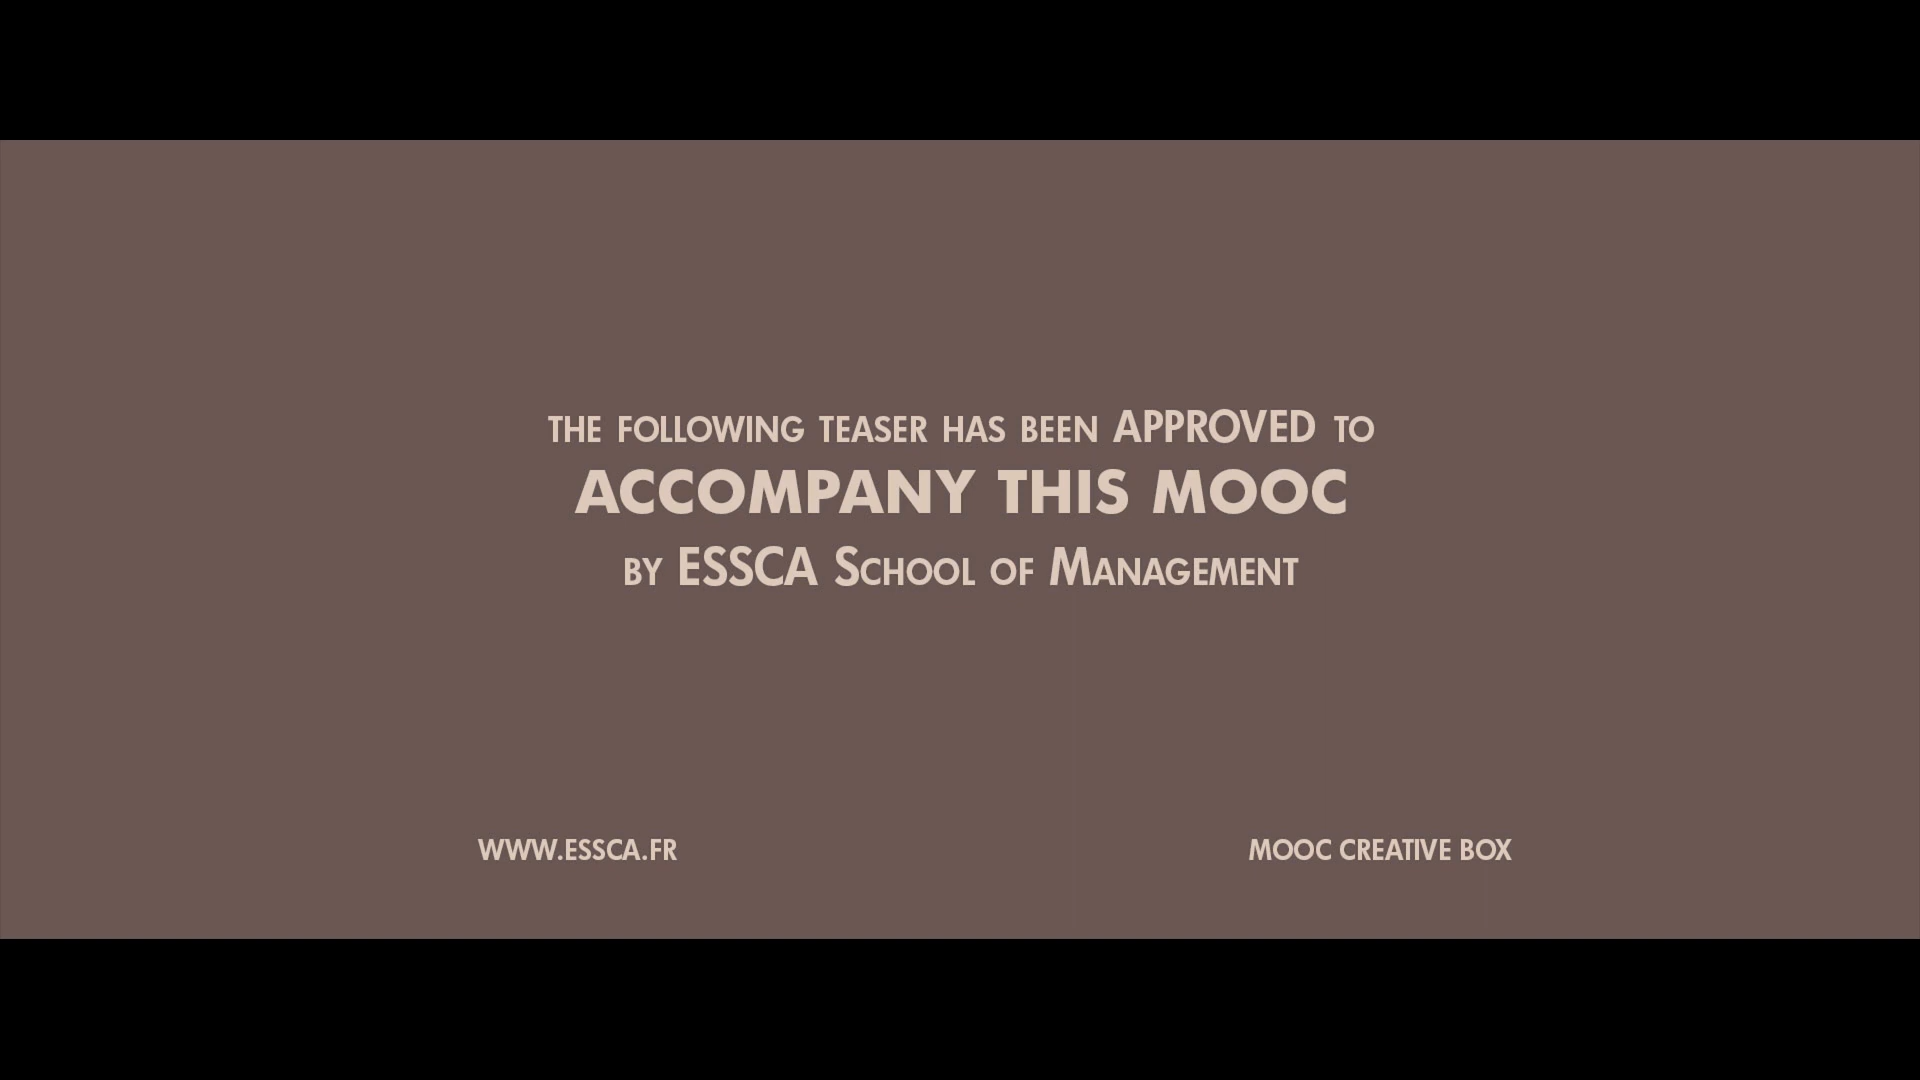 THE FOLLOWING TEASER HAS BEEN APPROVED TO
ACCOMPANY THIS MOOC
BY ESSCA SCHOOL OF MANAGEMENT
WWW.ESSCA.FR
MOOC CREATIVE BOX